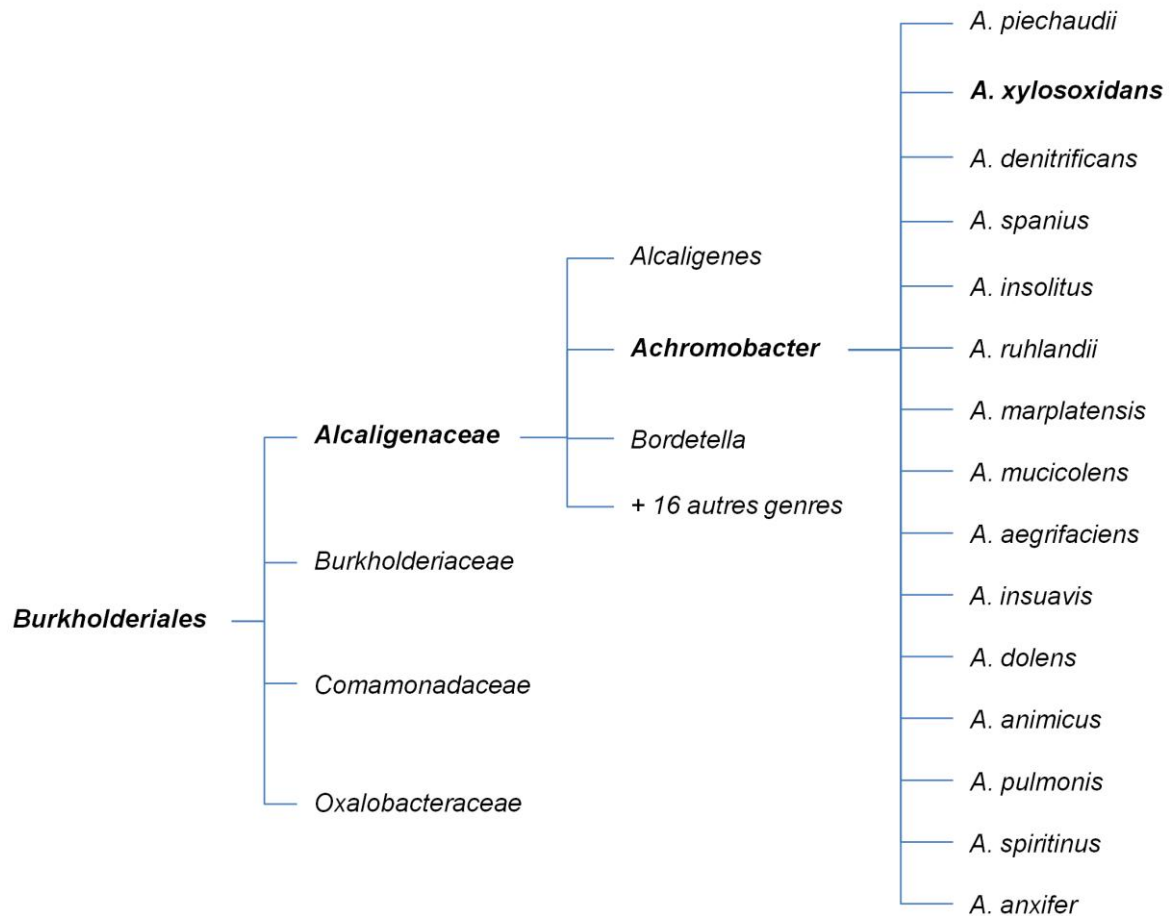 Burkholderiales
Alcaligenaceae
Burkholderiaceae
Comamonadaceae
Oxalobacteraceae
Alcaligenes
Achromobacter
Bordetella
+ 16 autres genres
A. piechaudii
A. xylosoxidans
A. denitrificans
A. spanius
A. insolitus
A. ruhlandii
A. marplatensis
A. mucicolens
A. aegrifaciens
A. insuavis
A. dolens
A. animicus
A. pulmonis
A. spiritinus
A. anxifer